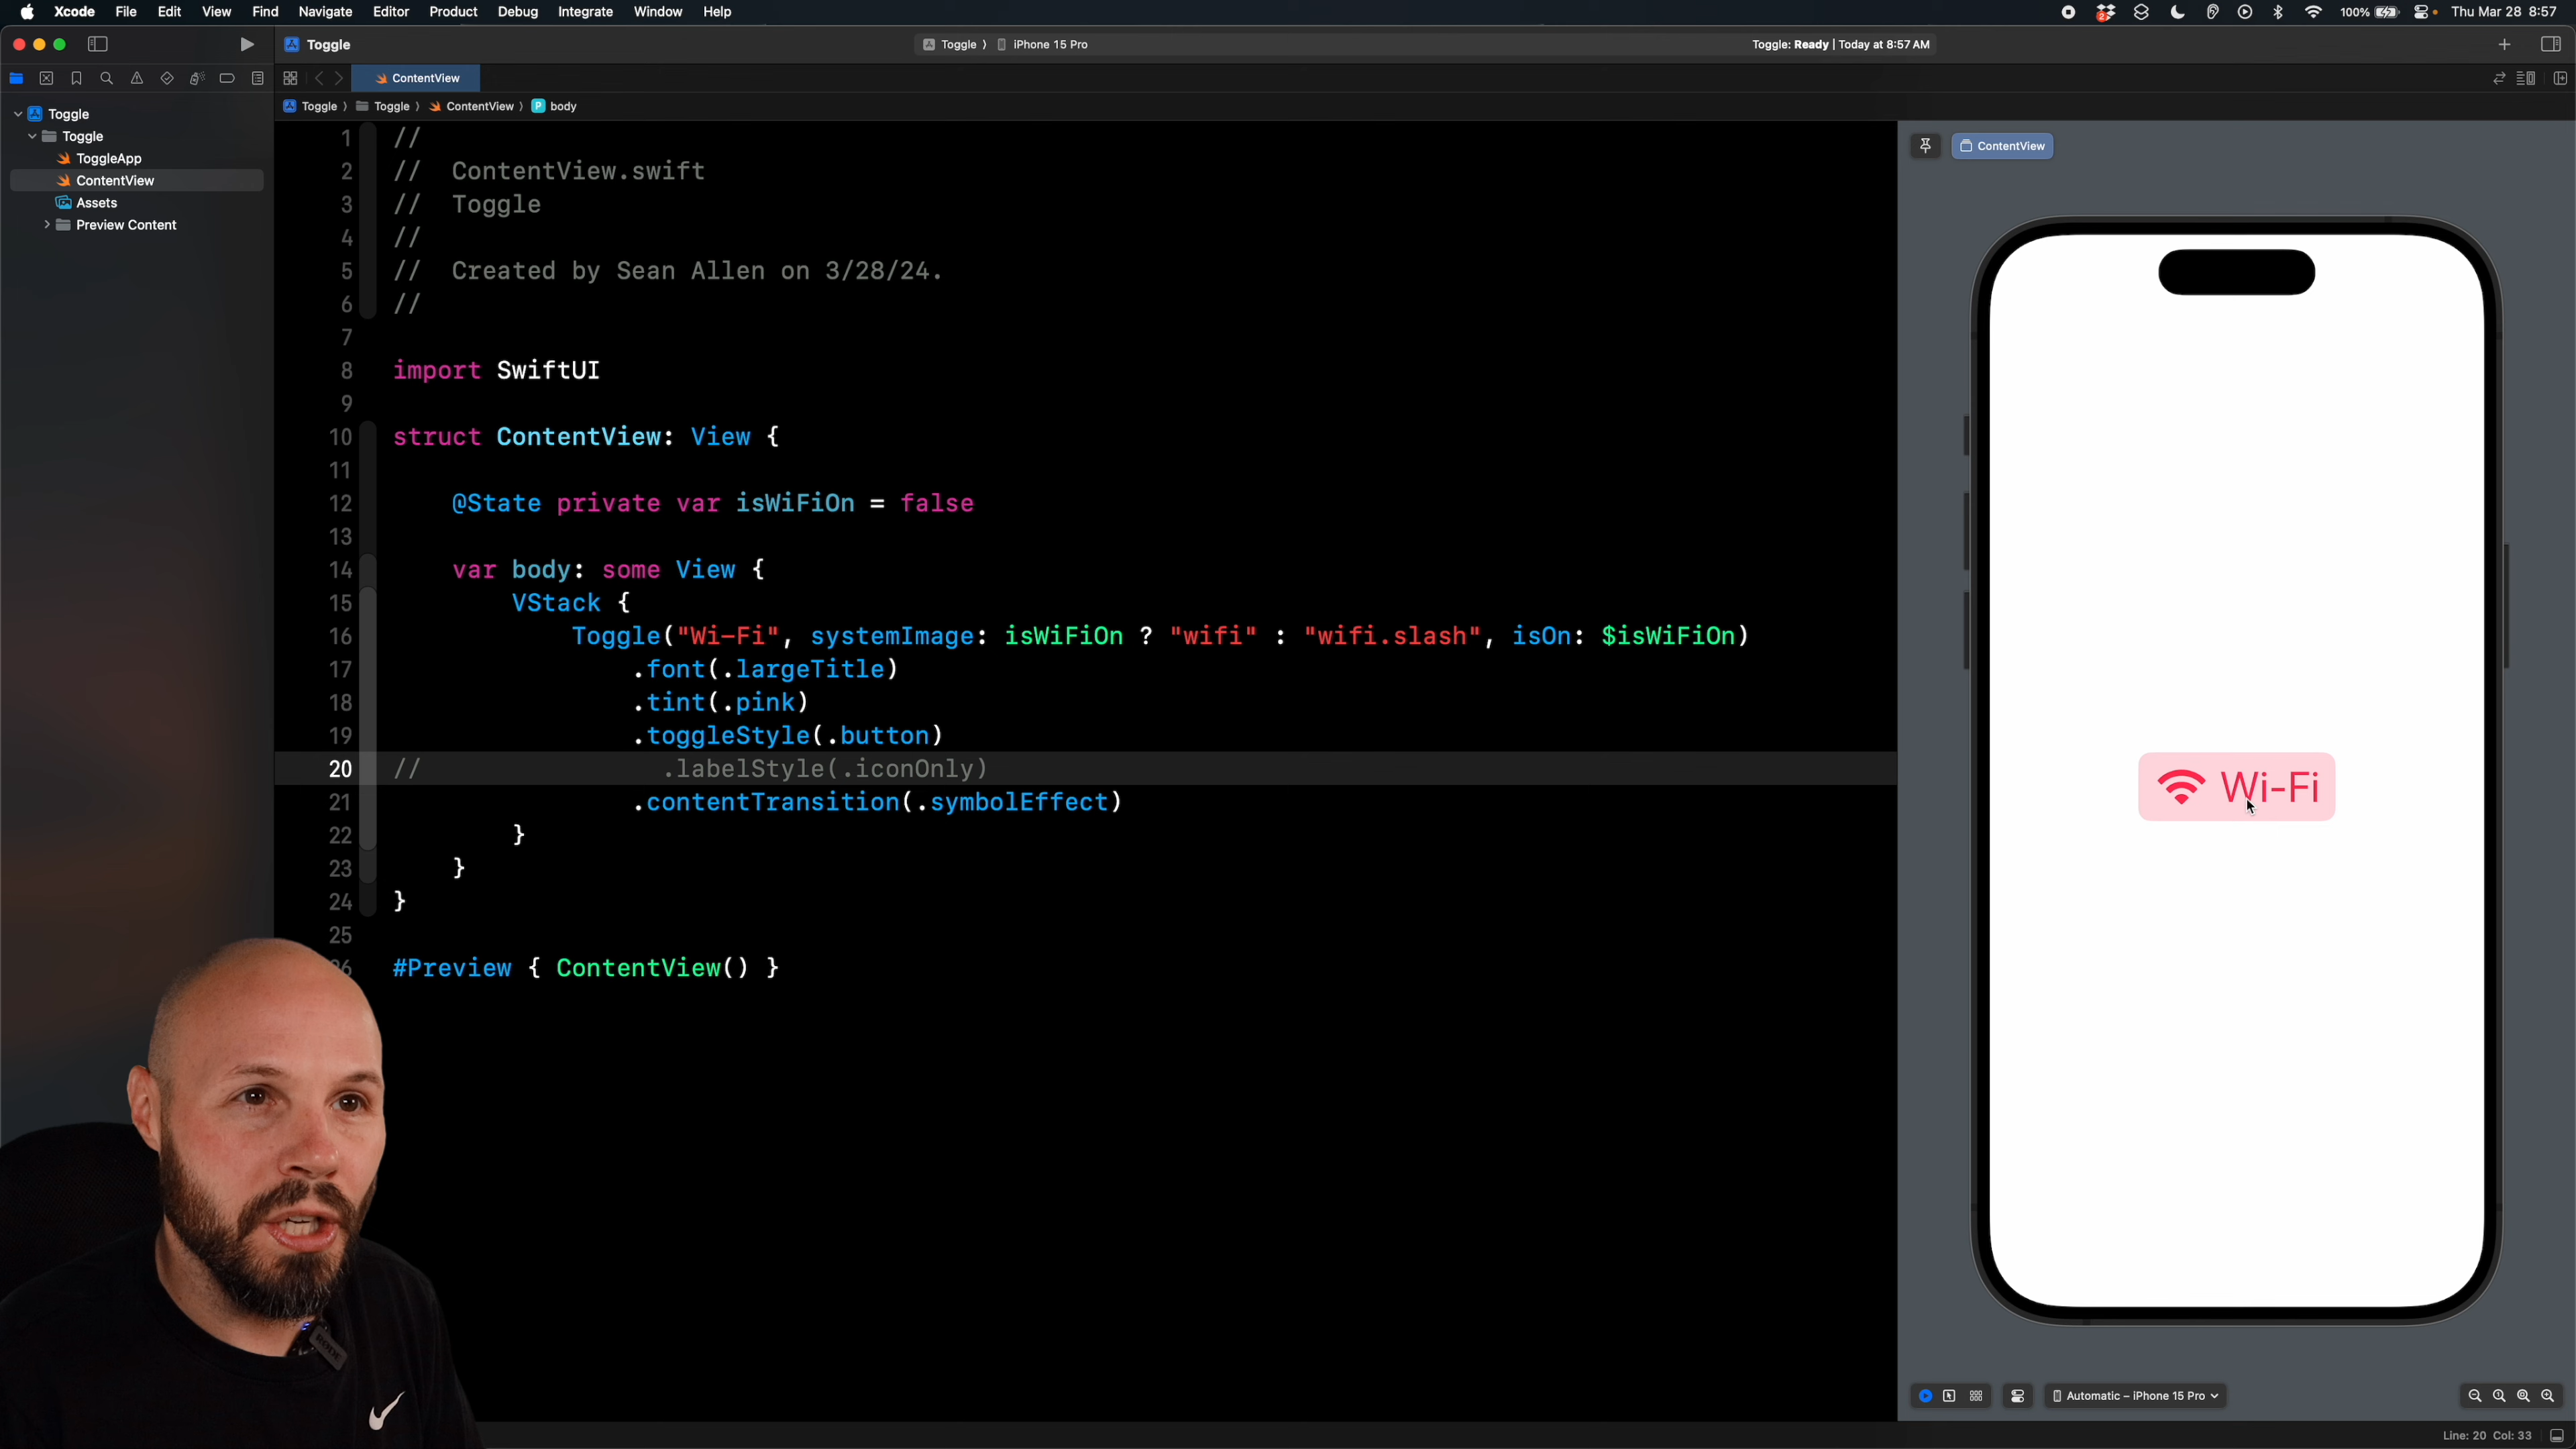 Xcode File Edit View Find Navigate Editor Product Debug Integrate Window Help
2 100% Thu Mar 28 8:57
Toggle
Toggle 〉 iPhone 15 Pro
Toggle: Ready | Today at 8:57 AM
ContentView
Toggle 〉 Toggle 〉 ContentView 〉 P body
Toggle
Toggle
ToggleApp
ContentView
Assets
Preview Content
1 //
2 //  ContentView.swift
3 //  Toggle
4 //
5 //  Created by Sean Allen on 3/28/24.
6 //
7
8 import SwiftUI
9
10 struct ContentView: View {
11
12     @State private var isWiFiOn = false
13
14     var body: some View {
15         VStack {
16             Toggle("Wi-Fi", systemImage: isWiFiOn ? "wifi" : "wifi.slash", isOn: $isWiFiOn)
17                 .font(.largeTitle)
18                 .tint(.pink)
19                 .toggleStyle(.button)
20 //                .labelStyle(.iconOnly)
21                 .contentTransition(.symbolEffect)
22         }
23     }
24 }
25
26 #Preview { ContentView() }
ContentView
Wi-Fi
Automatic – iPhone 15 Pro
Line: 20 Col: 33